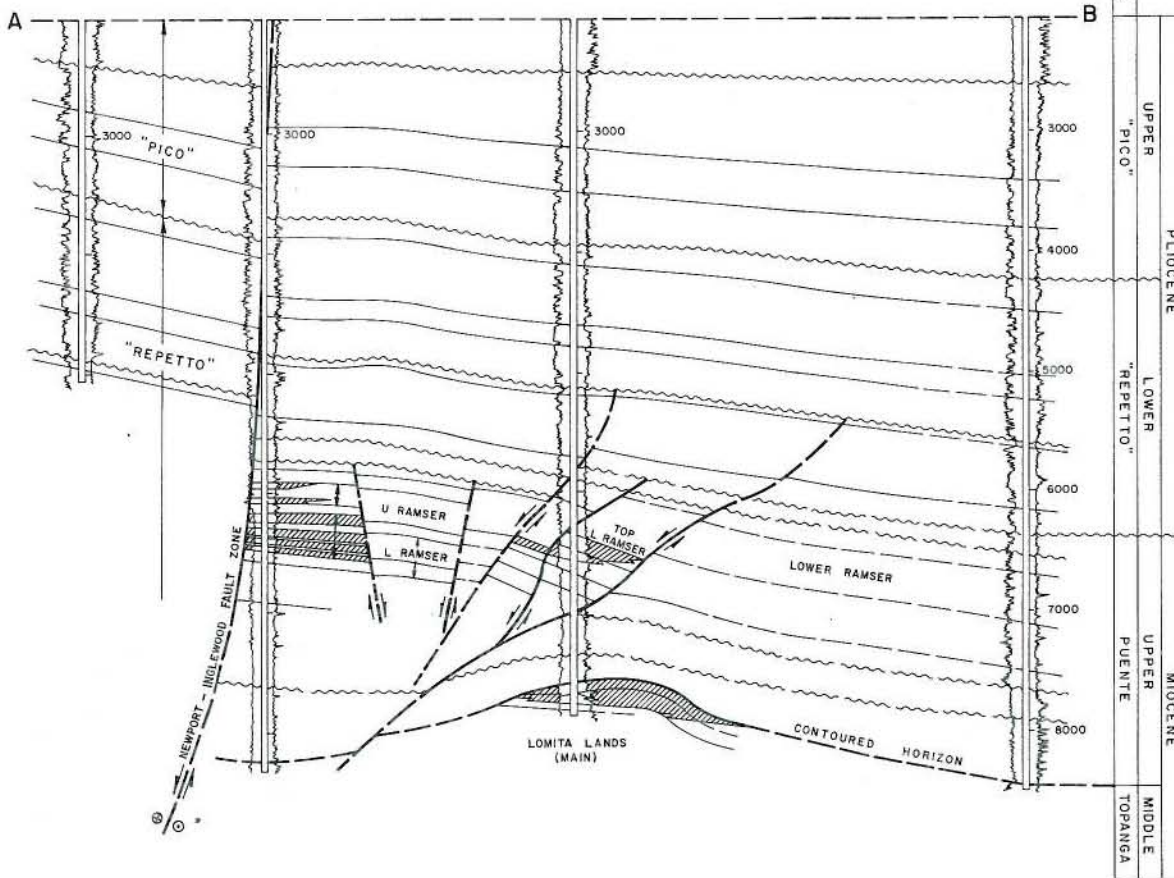 A
B
3000
3000
3000
3000
"PICO"
4000
"REPETTO"
5000
6000
U RAMSER
L RAMSER
TOP
L RAMSER
LOWER RAMSER
7000
8000
NEWPORT - INGLEWOOD FAULT ZONE
LOMITA LANDS
(MAIN)
CONTOURED HORIZON
"PICO"
UPPER
PLIOCENE
"REPETTO"
LOWER
PUENTE
UPPER
MIOCENE
TOPANGA
MIDDLE